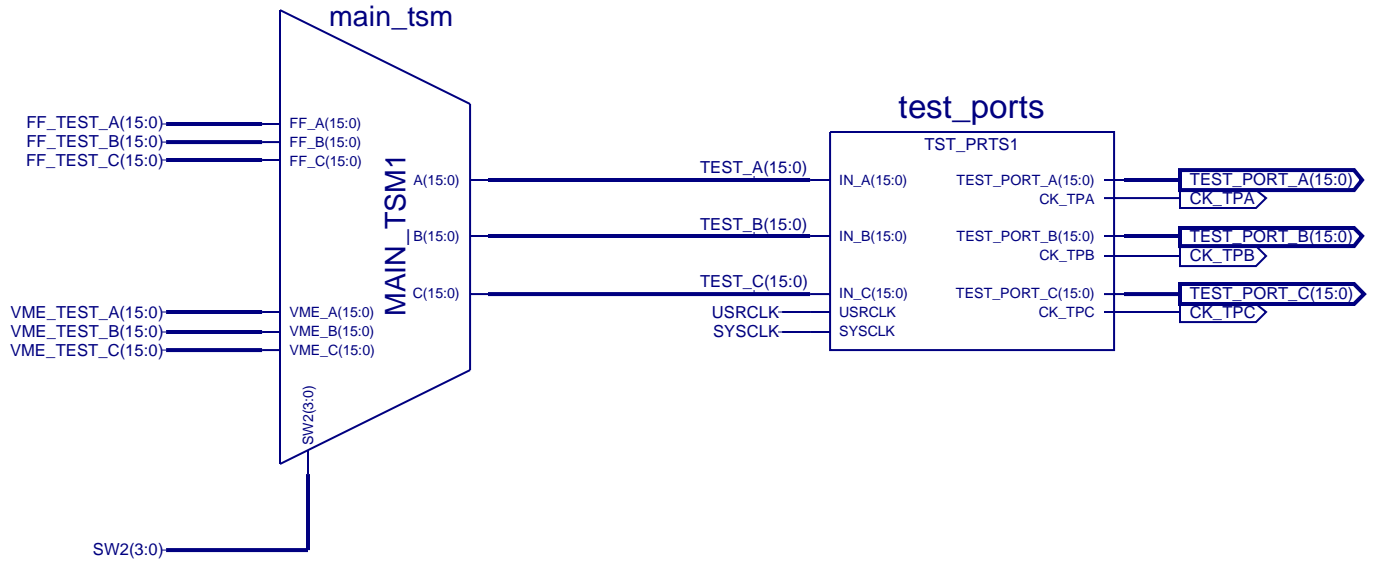 main_tsm
FF_TEST_A(15:0)
FF_TEST_B(15:0)
FF_TEST_C(15:0)
FF_A(15:0)
FF_B(15:0)
FF_C(15:0)
VME_TEST_A(15:0)
VME_TEST_B(15:0)
VME_TEST_C(15:0)
VME_A(15:0)
VME_B(15:0)
VME_C(15:0)
SW2(3:0)
SW2(3:0)
MAIN_TSM1
A(15:0)
B(15:0)
C(15:0)
TEST_A(15:0)
TEST_B(15:0)
TEST_C(15:0)
USRCLK
SYSCLK
test_ports
TST_PRTS1
IN_A(15:0)
IN_B(15:0)
IN_C(15:0)
USRCLK
SYSCLK
TEST_PORT_A(15:0)
CK_TPA
TEST_PORT_B(15:0)
CK_TPB
TEST_PORT_C(15:0)
CK_TPC
TEST_PORT_A(15:0)
CK_TPA
TEST_PORT_B(15:0)
CK_TPB
TEST_PORT_C(15:0)
CK_TPC